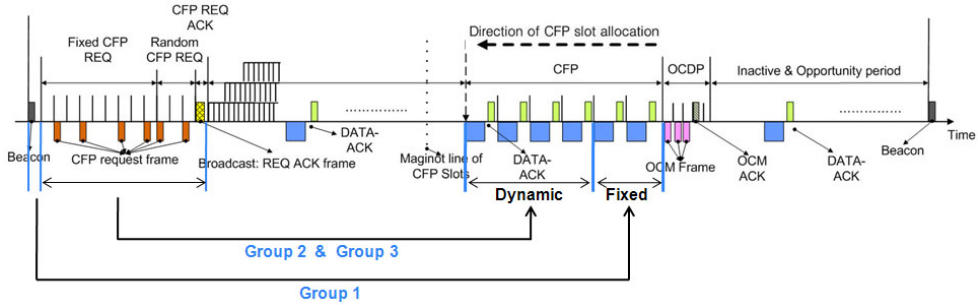 CFP REQ
ACK
Fixed CFP
REQ
Random
CFP REQ
Direction of CFP slot allocation
CFP
OCDP
Inactive & Opportunity period
Time
Beacon
CFP request frame
Broadcast: REQ ACK frame
DATA-
ACK
Maginot line of
CFP Slots
DATA-
ACK
OCM Frame
OCM
ACK
DATA-
ACK
Beacon
Dynamic
Fixed
Group 2 & Group 3
Group 1